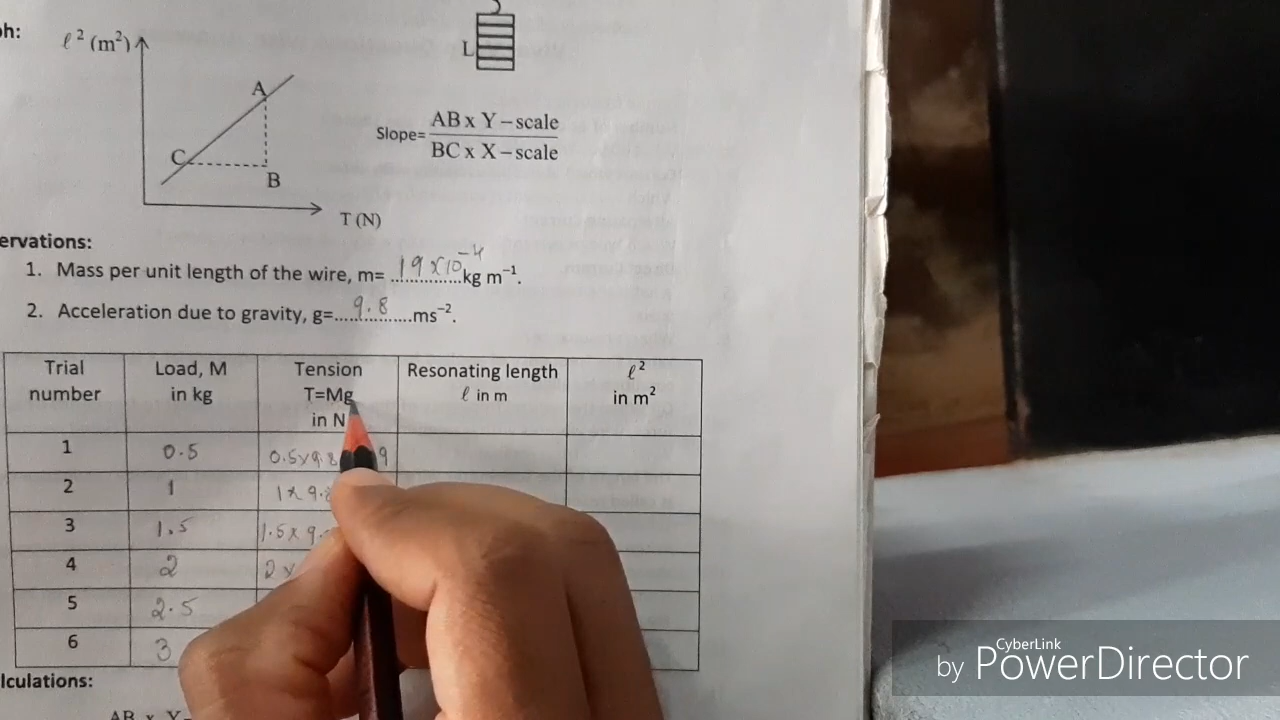 ph:
ℓ² (m²)
L
A
Slope= AB x Y – scale
BC x X – scale
C
B
T (N)
ervations:
1. Mass per unit length of the wire, m= 19 x 10⁻⁴ kg m⁻¹.
2. Acceleration due to gravity, g=....9.8....ms⁻².
Trial number | Load, M in kg | Tension T=Mg in N | Resonating length ℓ in m | ℓ² in m²
1 0.5 0.5x9.8 9
2 1 1x9.8
3 1.5 1.5x9.
4 2 2x
5 2.5
6 3
lculations:
AB x Y
CyberLink
by PowerDirector